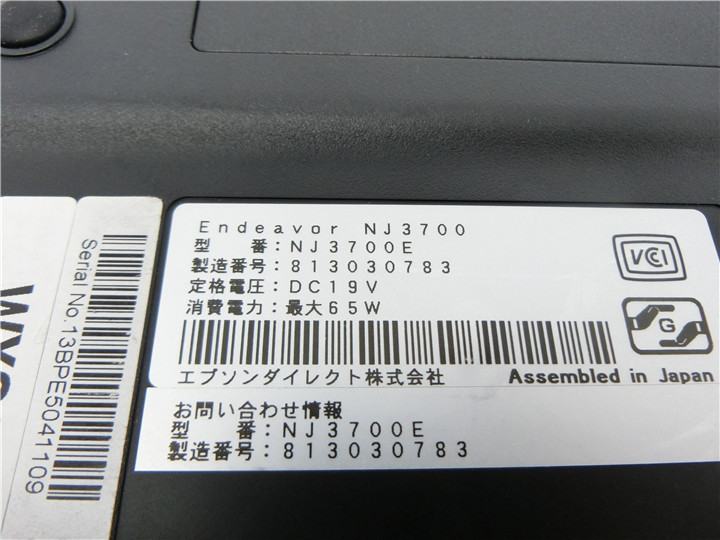 Endeavor NJ3700
型 番:NJ3700E
製造番号:813030783
定格電圧:DC19V
消費電力:最大65W
VCCI
G
エプソンダイレクト株式会社 Assembled in Japan
お問い合わせ情報
型 番:NJ3700E
製造番号:813030783
Serial No.13BPE5041109